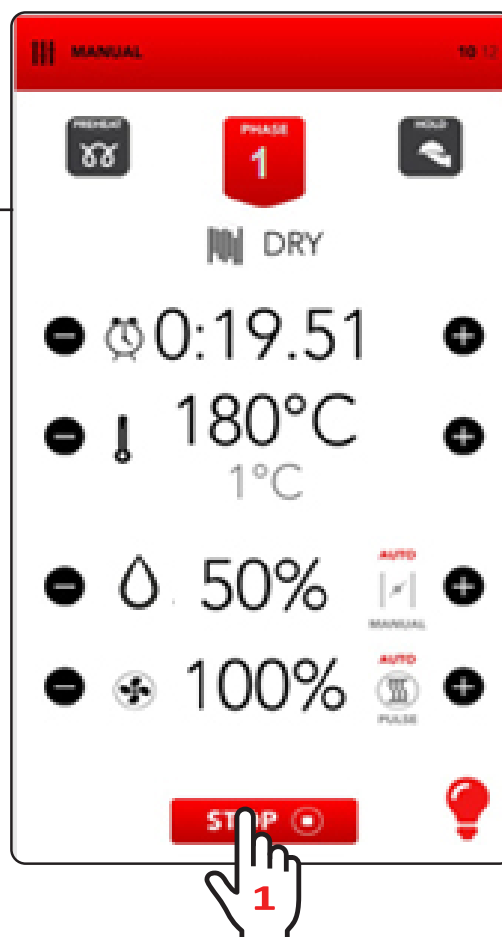 MANUAL 10 12
PREHEAT PHASE HOLD
1
DRY
0:19.51
180°C
1°C
AUTO
50%
MANUAL
AUTO
100%
PULSE
STOP
1